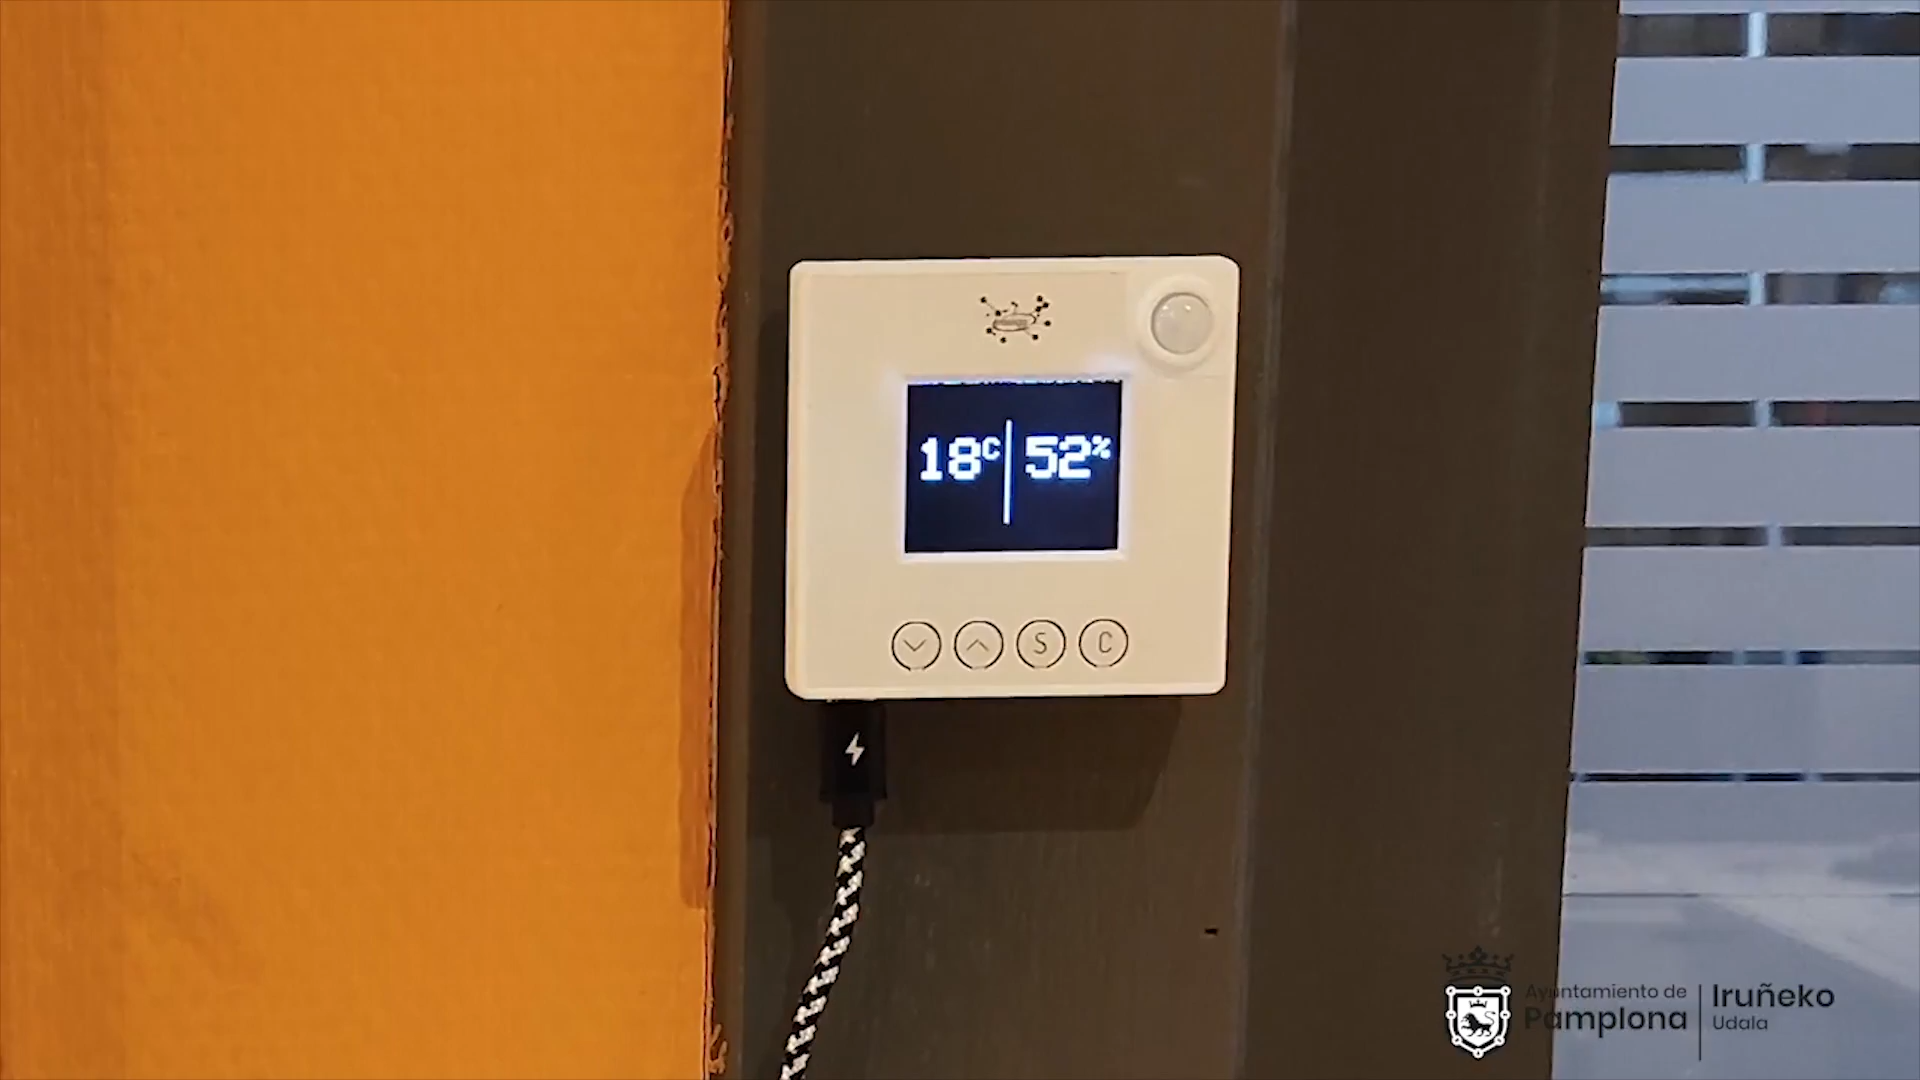 18C 52%
S C
Ayuntamiento de
Pamplona
Iruñeko
Udala